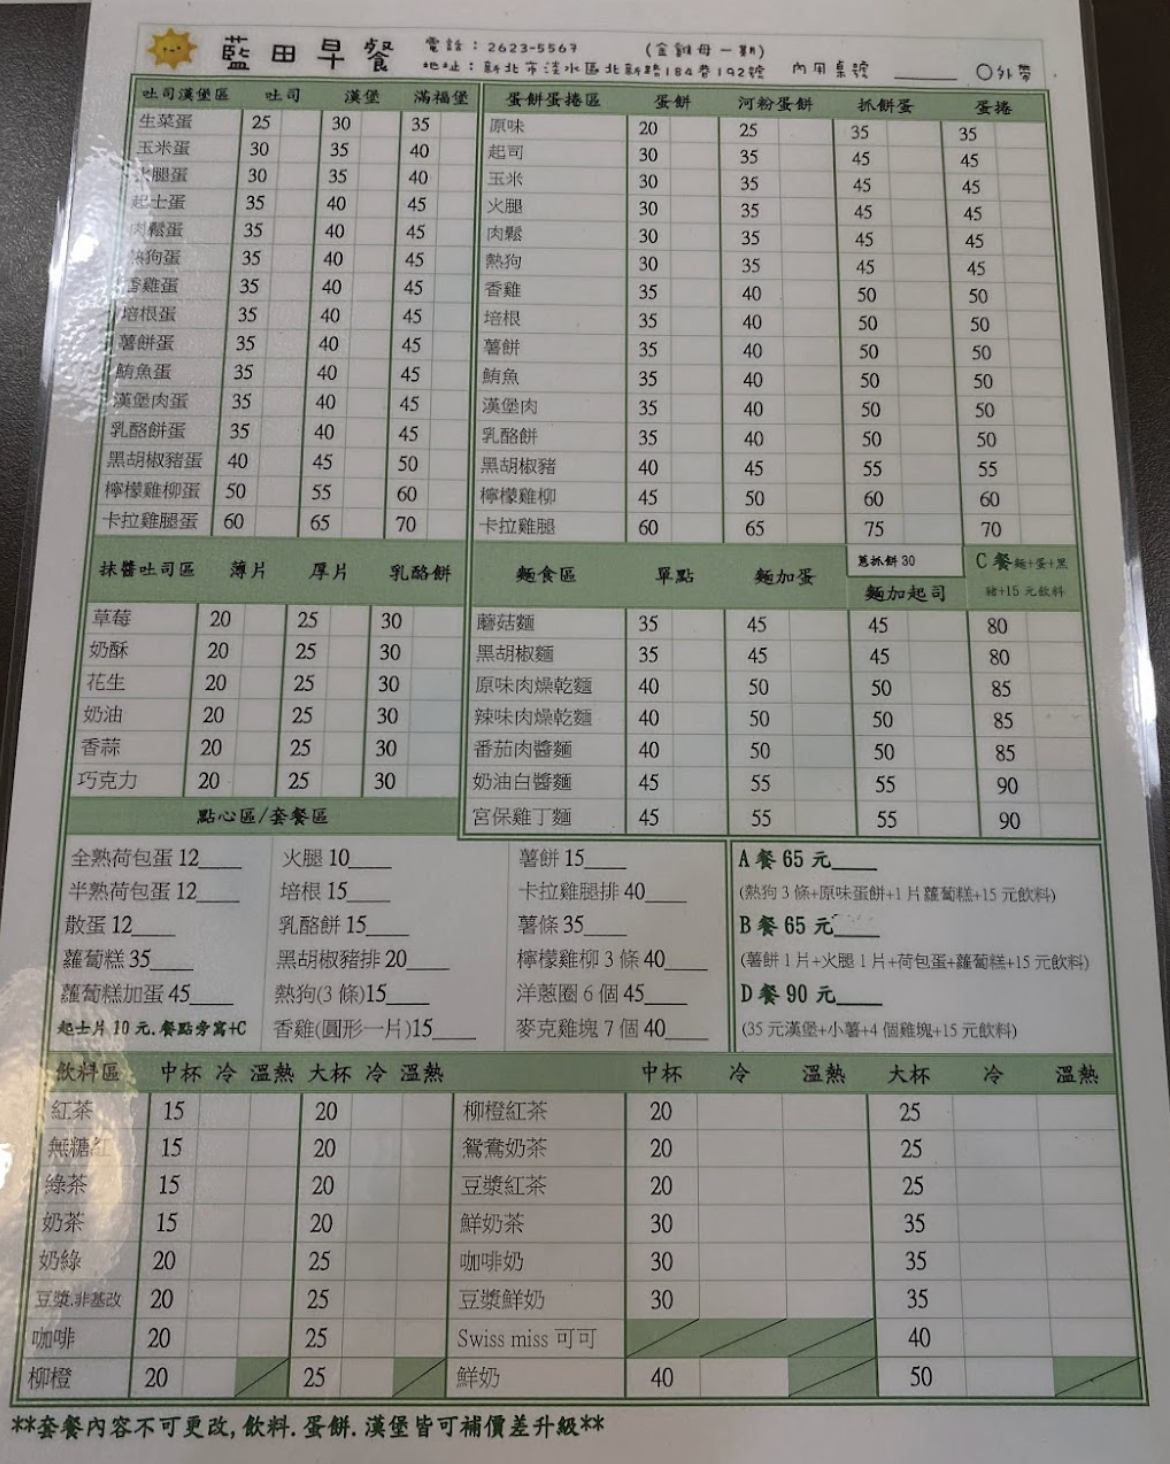 藍田早餐 電話：2623-5567 (金雞母一期)
地址：新北市淡水區北新路184巷192號 內用桌號 ______ ○外帶
吐司漢堡區 吐司 漢堡 滿福堡
生菜蛋 25 30 35
玉米蛋 30 35 40
火腿蛋 30 35 40
起士蛋 35 40 45
肉鬆蛋 35 40 45
熱狗蛋 35 40 45
香雞蛋 35 40 45
培根蛋 35 40 45
薯餅蛋 35 40 45
鮪魚蛋 35 40 45
漢堡肉蛋 35 40 45
乳酪餅蛋 35 40 45
黑胡椒豬蛋 40 45 50
檸檬雞柳蛋 50 55 60
卡拉雞腿蛋 60 65 70
蛋餅蛋捲區 蛋餅 河粉蛋餅 抓餅蛋 蛋捲
原味 20 25 35 35
起司 30 35 45 45
玉米 30 35 45 45
火腿 30 35 45 45
肉鬆 30 35 45 45
熱狗 30 35 45 45
香雞 35 40 50 50
培根 35 40 50 50
薯餅 35 40 50 50
鮪魚 35 40 50 50
漢堡肉 35 40 50 50
乳酪餅 35 40 50 50
黑胡椒豬 40 45 55 55
檸檬雞柳 45 50 60 60
卡拉雞腿 60 65 75 70
抹醬吐司區 薄片 厚片 乳酪餅
草莓 20 25 30
奶酥 20 25 30
花生 20 25 30
奶油 20 25 30
香蒜 20 25 30
巧克力 20 25 30
蔥抓餅 30
麵食區 單點 麵加蛋 麵加起司 C餐 麵+蛋+黑
豬+15 元飲料
蘑菇麵 35 45 45 80
黑胡椒麵 35 45 45 80
原味肉燥乾麵 40 50 50 85
辣味肉燥乾麵 40 50 50 85
番茄肉醬麵 40 50 50 85
奶油白醬麵 45 55 55 90
宮保雞丁麵 45 55 55 90
點心區/套餐區
全熟荷包蛋 12____ 火腿 10____ 薯餅 15____
半熟荷包蛋 12____ 培根 15____ 卡拉雞腿排 40____
散蛋 12____ 乳酪餅 15____ 薯條 35____
蘿蔔糕 35____ 黑胡椒豬排 20____ 檸檬雞柳 3 條 40____
蘿蔔糕加蛋 45____ 熱狗(3 條)15____ 洋蔥圈 6 個 45____
起士片 10 元.餐點旁寫+C 香雞(圓形一片)15____ 麥克雞塊 7 個 40____
A 餐 65 元____
(熱狗 3 條+原味蛋餅+1 片蘿蔔糕+15 元飲料)
B 餐 65 元____
(薯餅 1 片+火腿 1 片+荷包蛋+蘿蔔糕+15 元飲料)
D 餐 90 元____
(35 元漢堡+小薯+4 個雞塊+15 元飲料)
飲料區 中杯 冷 溫熱 大杯 冷 溫熱 中杯 冷 溫熱 大杯 冷 溫熱
紅茶 15 20 柳橙紅茶 20 25
無糖紅 15 20 鴛鴦奶茶 20 25
綠茶 15 20 豆漿紅茶 20 25
奶茶 15 20 鮮奶茶 30 35
奶綠 20 25 咖啡奶 30 35
豆漿.非基改 20 25 豆漿鮮奶 30 35
咖啡 20 25 Swiss miss 可可 40
柳橙 20 25 鮮奶 40 50
**套餐內容不可更改,飲料.蛋餅.漢堡皆可補價差升級**